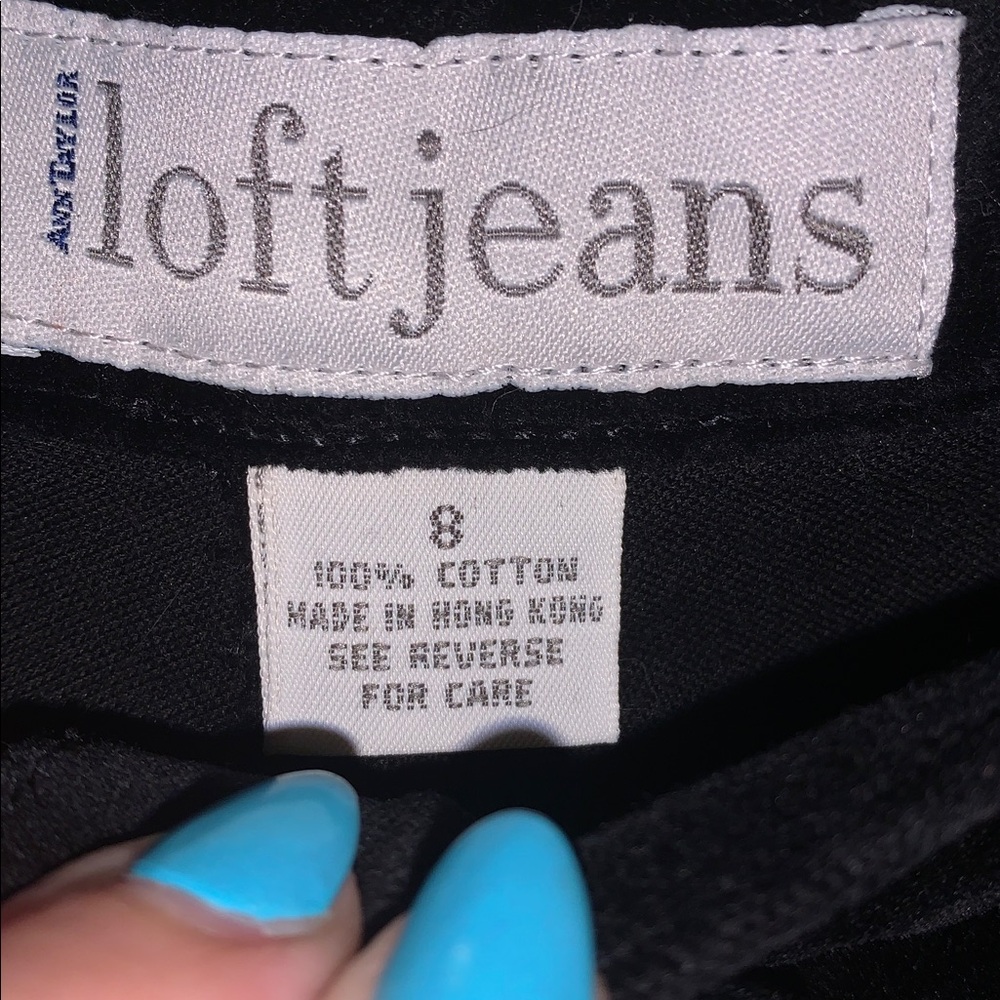 ANN TAYLOR
loft jeans
8
100% COTTON
MADE IN HONG KONG
SEE REVERSE
FOR CARE